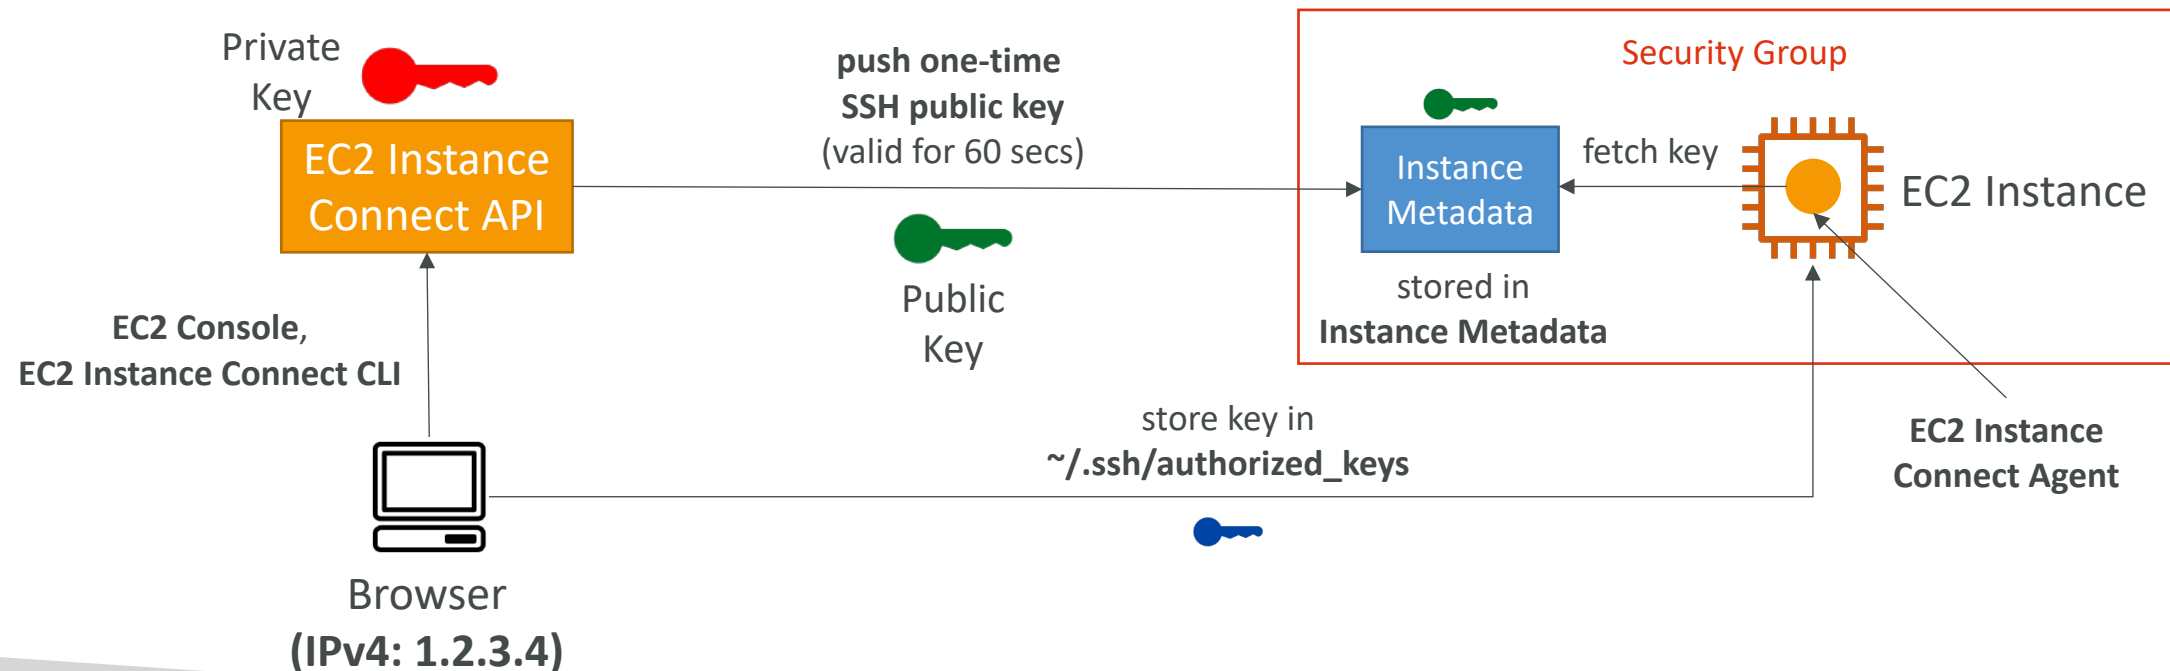 Private
Key
EC2 Instance
Connect API
push one-time
SSH public key
(valid for 60 secs)
Public
Key
Security Group
Instance
Metadata
fetch key
EC2 Instance
stored in
Instance Metadata
EC2 Console,
EC2 Instance Connect CLI
store key in
~/.ssh/authorized_keys
EC2 Instance
Connect Agent
Browser
(IPv4: 1.2.3.4)